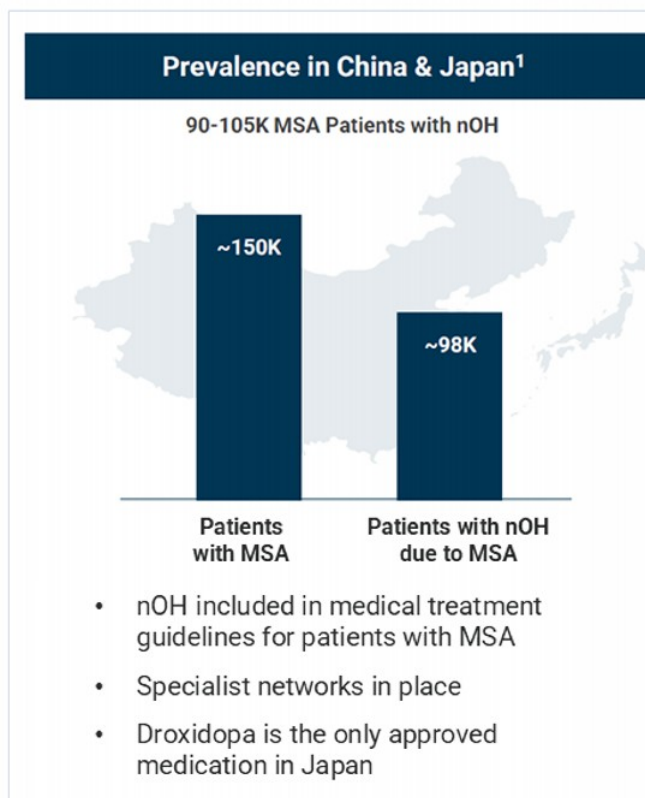 Prevalence in China & Japan¹
90-105K MSA Patients with nOH
~150K
~98K
Patients
with MSA
Patients with nOH
due to MSA
• nOH included in medical treatment
guidelines for patients with MSA
• Specialist networks in place
• Droxidopa is the only approved
medication in Japan